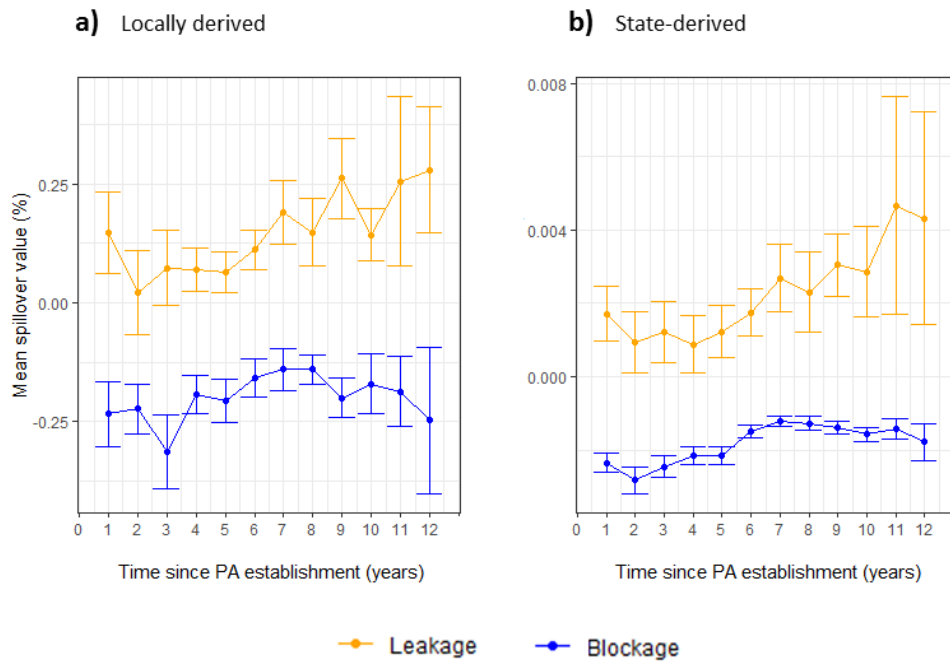 a) Locally derived
b) State-derived
Mean spillover value (%)
0.25
0.00
-0.25
0 1 2 3 4 5 6 7 8 9 10 11 12
Time since PA establishment (years)
0.008
0.004
0.000
0 1 2 3 4 5 6 7 8 9 10 11 12
Time since PA establishment (years)
Leakage Blockage